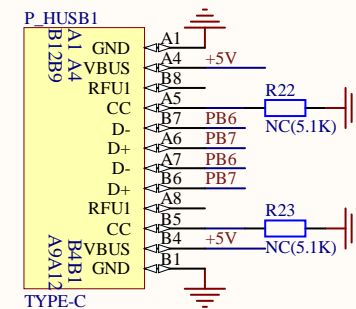 P_HUSB1
A1 A4
B12B9
GND A1
VBUS A4 +5V
RFU1 B8
CC A5 R22
NC(5.1K)
D- B7 PB6
D+ A6 PB7
D- A7 PB6
D+ B6 PB7
RFU1 A8
CC B5 R23
NC(5.1K)
VBUS B4 +5V
GND B1
B4B1
A9A12
TYPE-C